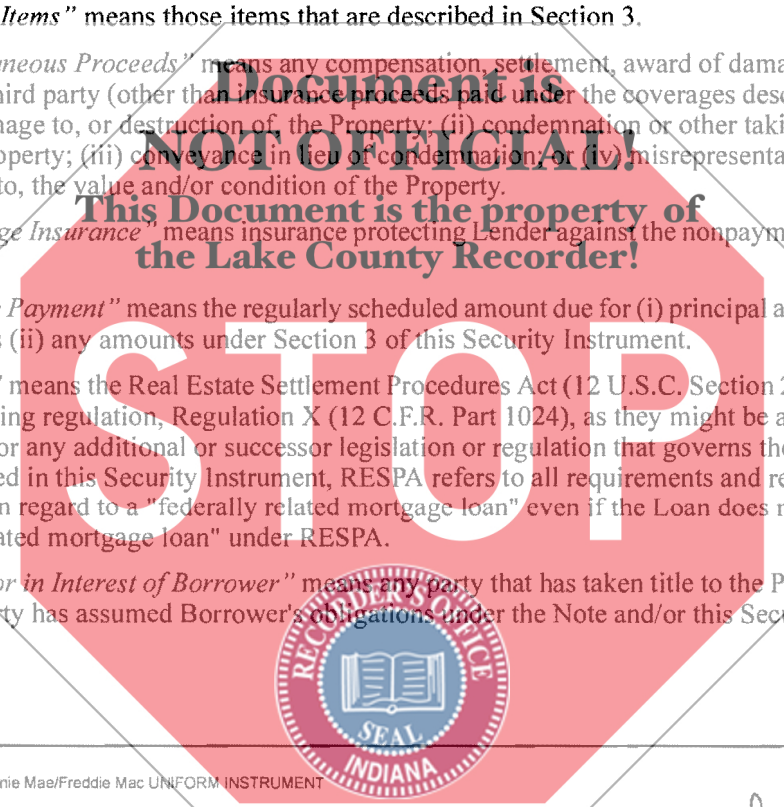 Items" means those items that are described in Section 3.
neous Proceeds" means any compensation, settlement, award of dama
hird party (other than insurance proceeds paid under the coverages desc
nage to, or destruction of, the Property; (ii) condemnation or other taki
operty; (iii) conveyance in lieu of condemnation; or (iv) misrepresenta
to, the value and/or condition of the Property.
ge Insurance" means insurance protecting Lender against the nonpaym
Payment" means the regularly scheduled amount due for (i) principal a
s (ii) any amounts under Section 3 of this Security Instrument.
" means the Real Estate Settlement Procedures Act (12 U.S.C. Section 2
ing regulation, Regulation X (12 C.F.R. Part 1024), as they might be a
or any additional or successor legislation or regulation that governs the
ed in this Security Instrument, RESPA refers to all requirements and re
n regard to a "federally related mortgage loan" even if the Loan does n
ated mortgage loan" under RESPA.
or in Interest of Borrower" means any party that has taken title to the P
ty has assumed Borrower's obligations under the Note and/or this Secu
nie Mae/Freddie Mac UNIFORM INSTRUMENT
Document is
NOT OFFICIAL!
This Document is the property of
the Lake County Recorder!
STOP
RECORDER'S OFFICE
SEAL
INDIANA